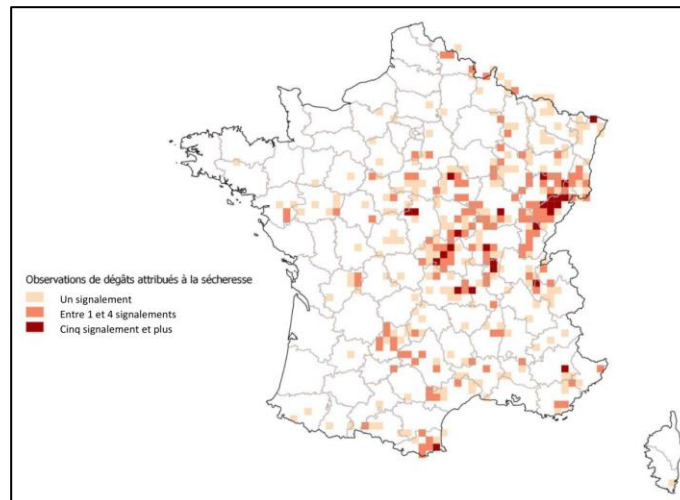 Observations de dégâts attribués à la sécheresse
Un signalement
Entre 1 et 4 signalements
Cinq signalement et plus